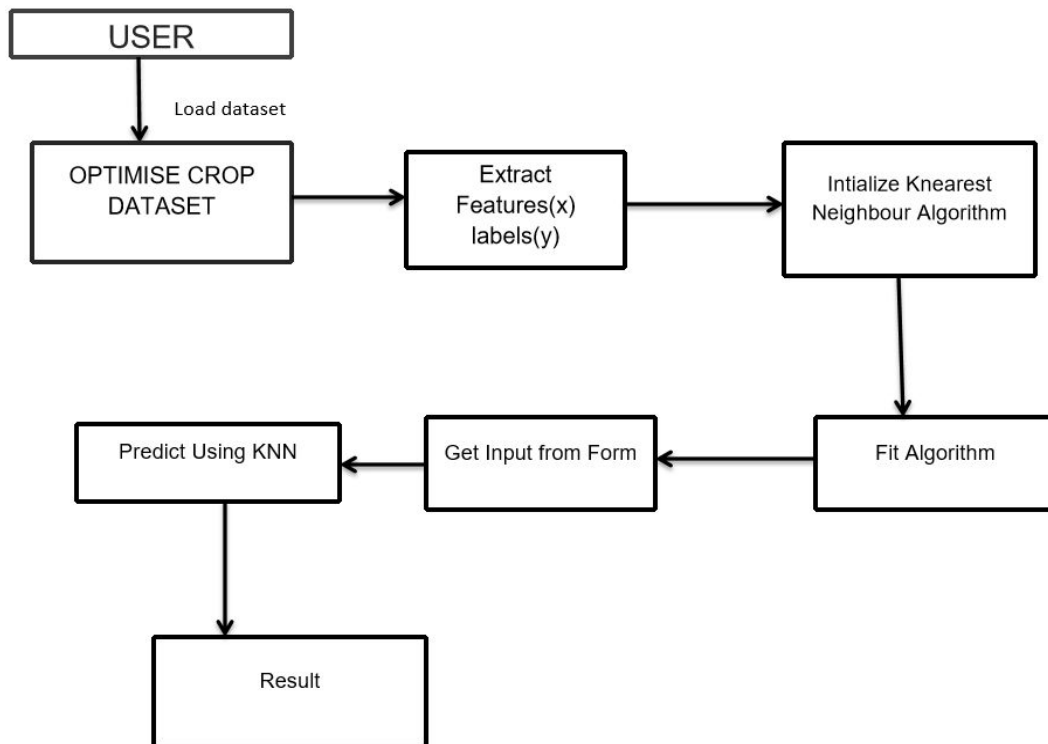 USER
Load dataset
OPTIMISE CROP
DATASET
Extract
Features(x)
labels(y)
Intialize Knearest
Neighbour Algorithm
Fit Algorithm
Get Input from Form
Predict Using KNN
Result